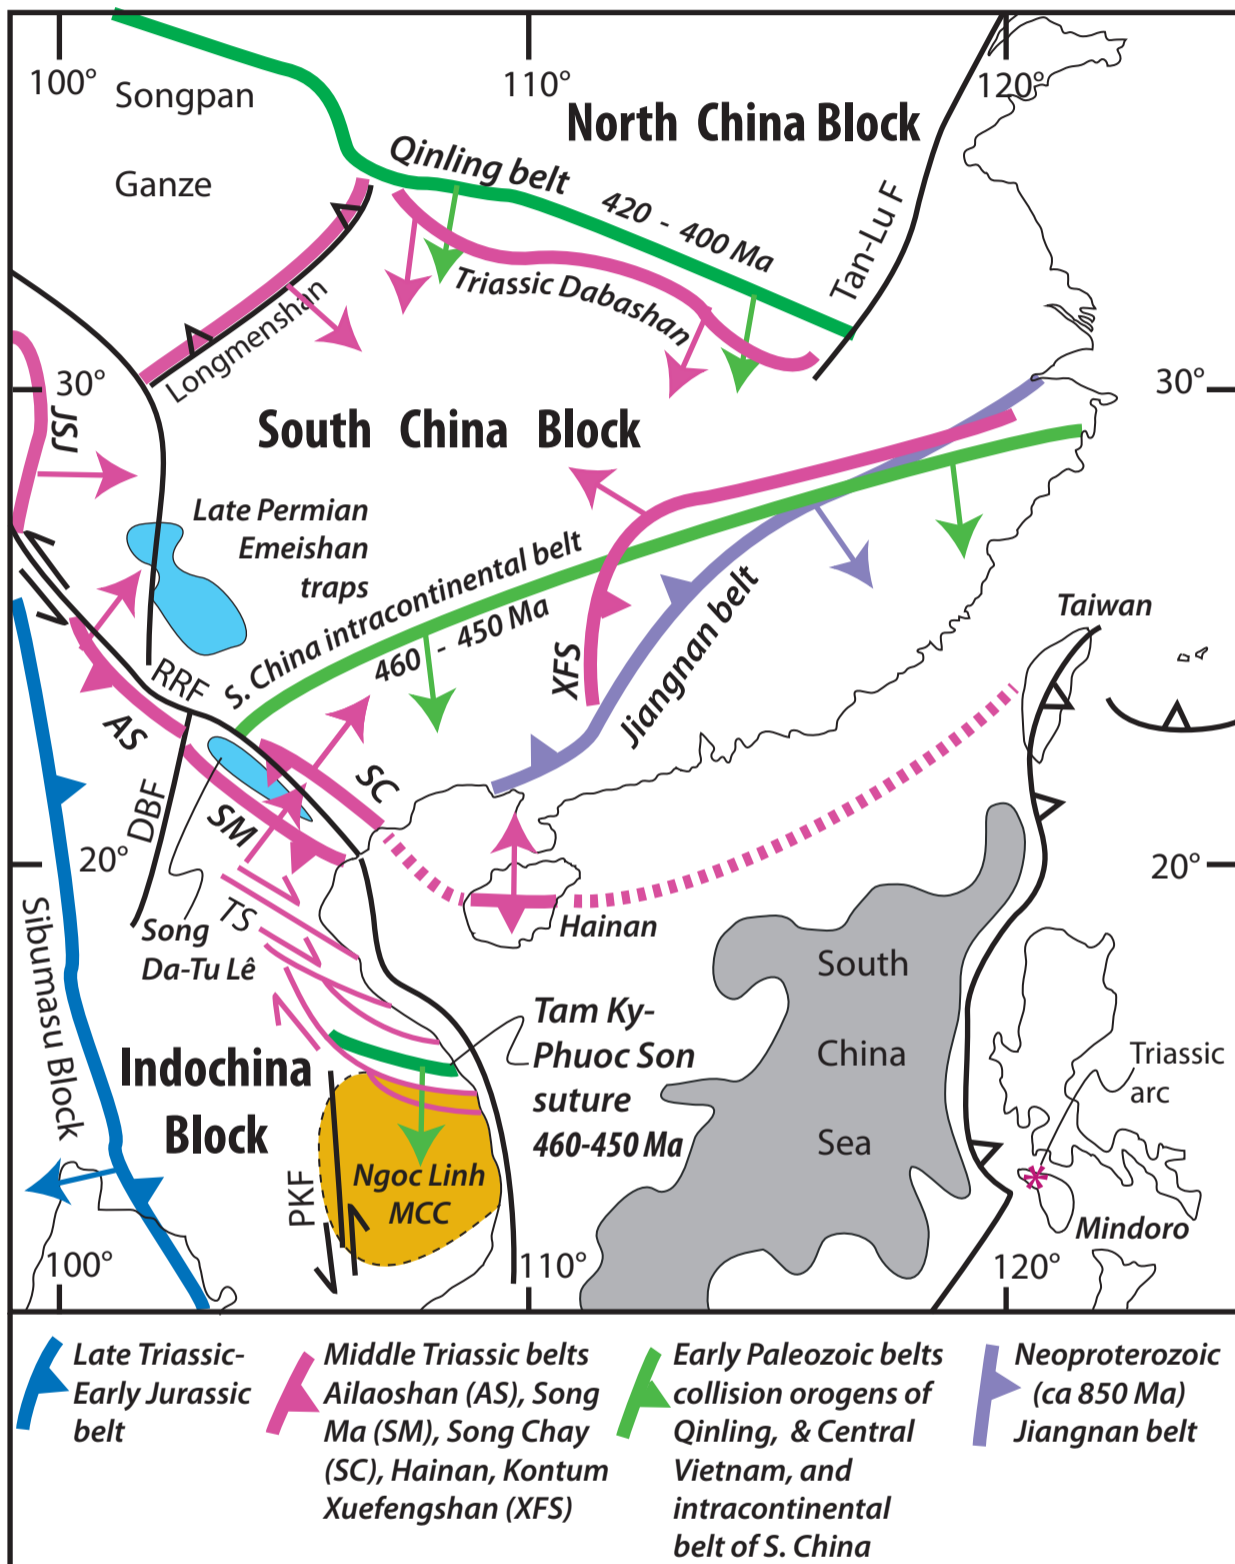 100°
110°
120°
Songpan
Ganze
North China Block
Qinling belt
420 - 400 Ma
Tan-Lu F
Triassic Dabashan
Longmenshan
30°
30°
JSJ
South China Block
Late Permian
Emeishan
traps
S. China intracontinental belt
460 - 450 Ma
XFS
Jiangnan belt
Taiwan
RRF
AS
DBF
SM
SC
20°
20°
Sibumasu Block
TS
Song
Da-Tu Lê
Hainan
South
China
Sea
Tam Ky-
Phuoc Son
suture
460-450 Ma
Indochina
Block
Triassic
arc
PKF
Ngoc Linh
MCC
*
Mindoro
100°
110°
120°
Late Triassic-
Early Jurassic
belt
Middle Triassic belts
Ailaoshan (AS), Song
Ma (SM), Song Chay
(SC), Hainan, Kontum
Xuefengshan (XFS)
Early Paleozoic belts
collision orogens of
Qinling, & Central
Vietnam, and
intracontinental
belt of S. China
Neoproterozoic
(ca 850 Ma)
Jiangnan belt